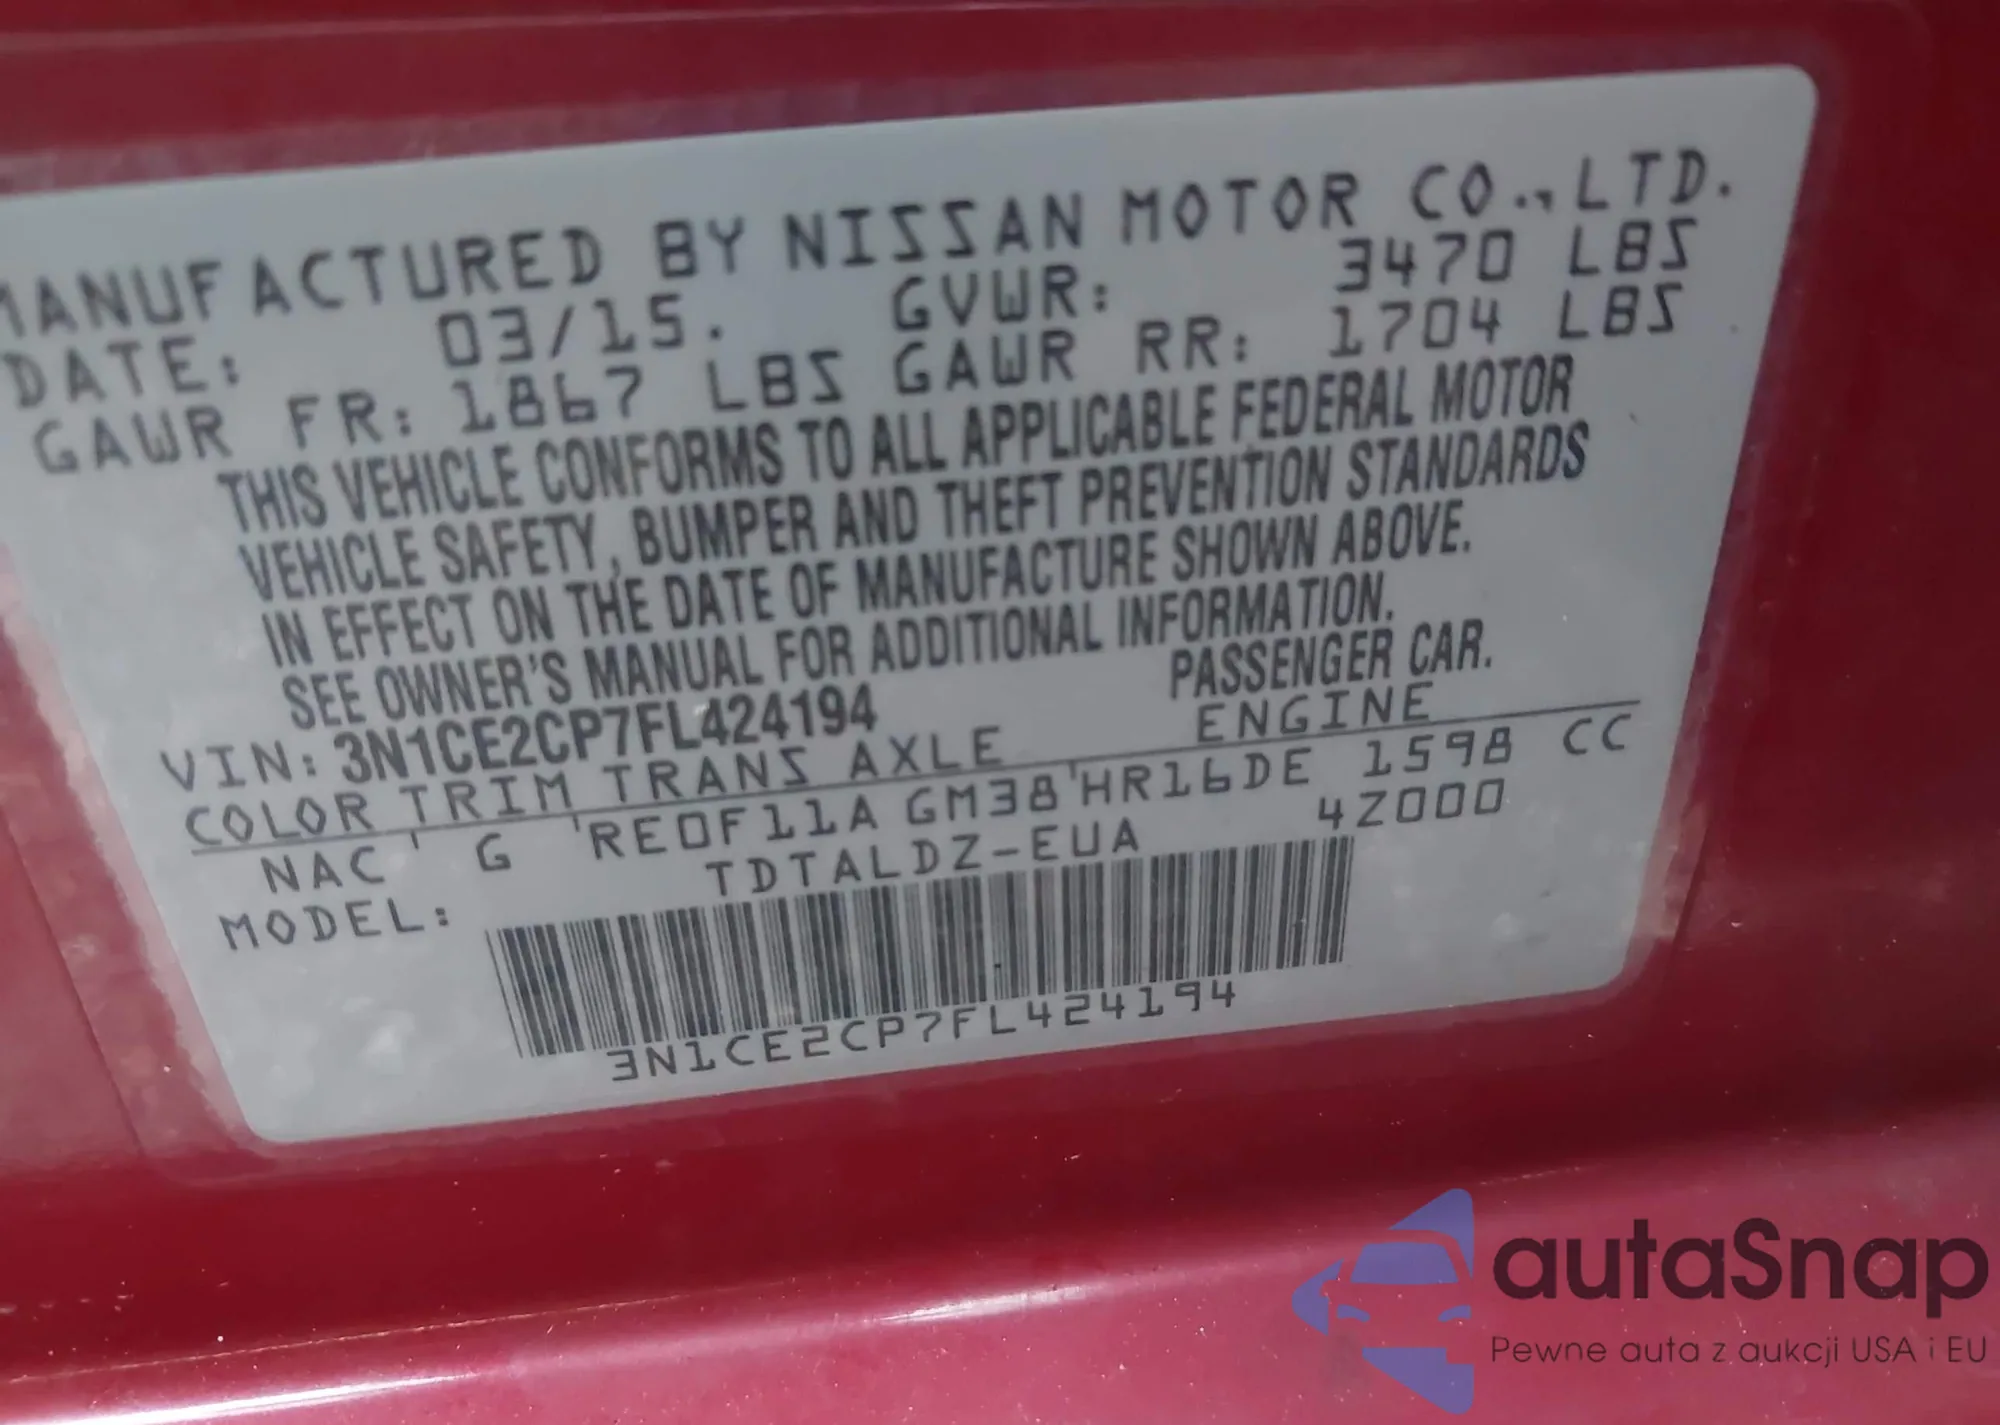 MANUFACTURED BY NISSAN MOTOR CO., LTD.
DATE: 03/15. GVWR: 3470 LBS
GAWR FR: 1867 LBS GAWR RR: 1704 LBS
THIS VEHICLE CONFORMS TO ALL APPLICABLE FEDERAL MOTOR
VEHICLE SAFETY, BUMPER AND THEFT PREVENTION STANDARDS
IN EFFECT ON THE DATE OF MANUFACTURE SHOWN ABOVE.
SEE OWNER'S MANUAL FOR ADDITIONAL INFORMATION.
VIN: 3N1CE2CP7FL424194 PASSENGER CAR.
COLOR TRIM TRANS AXLE ENGINE
NAC G RE0F11A GM38 HR16DE 1598 CC
MODEL: TDTALDZ-EUA 4Z000
3N1CE2CP7FL424194
autaSnap
Pewne auta z aukcji USA i EU